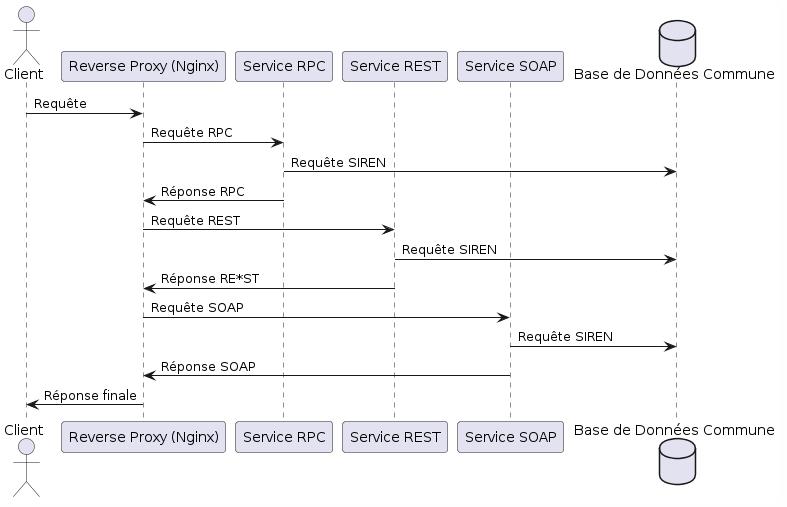 Client
Reverse Proxy (Nginx)
Service RPC
Service REST
Service SOAP
Base de Données Commune
Requête
Requête RPC
Requête SIREN
Réponse RPC
Requête REST
Requête SIREN
Réponse RE*ST
Requête SOAP
Requête SIREN
Réponse SOAP
Réponse finale
Client
Reverse Proxy (Nginx)
Service RPC
Service REST
Service SOAP
Base de Données Commune